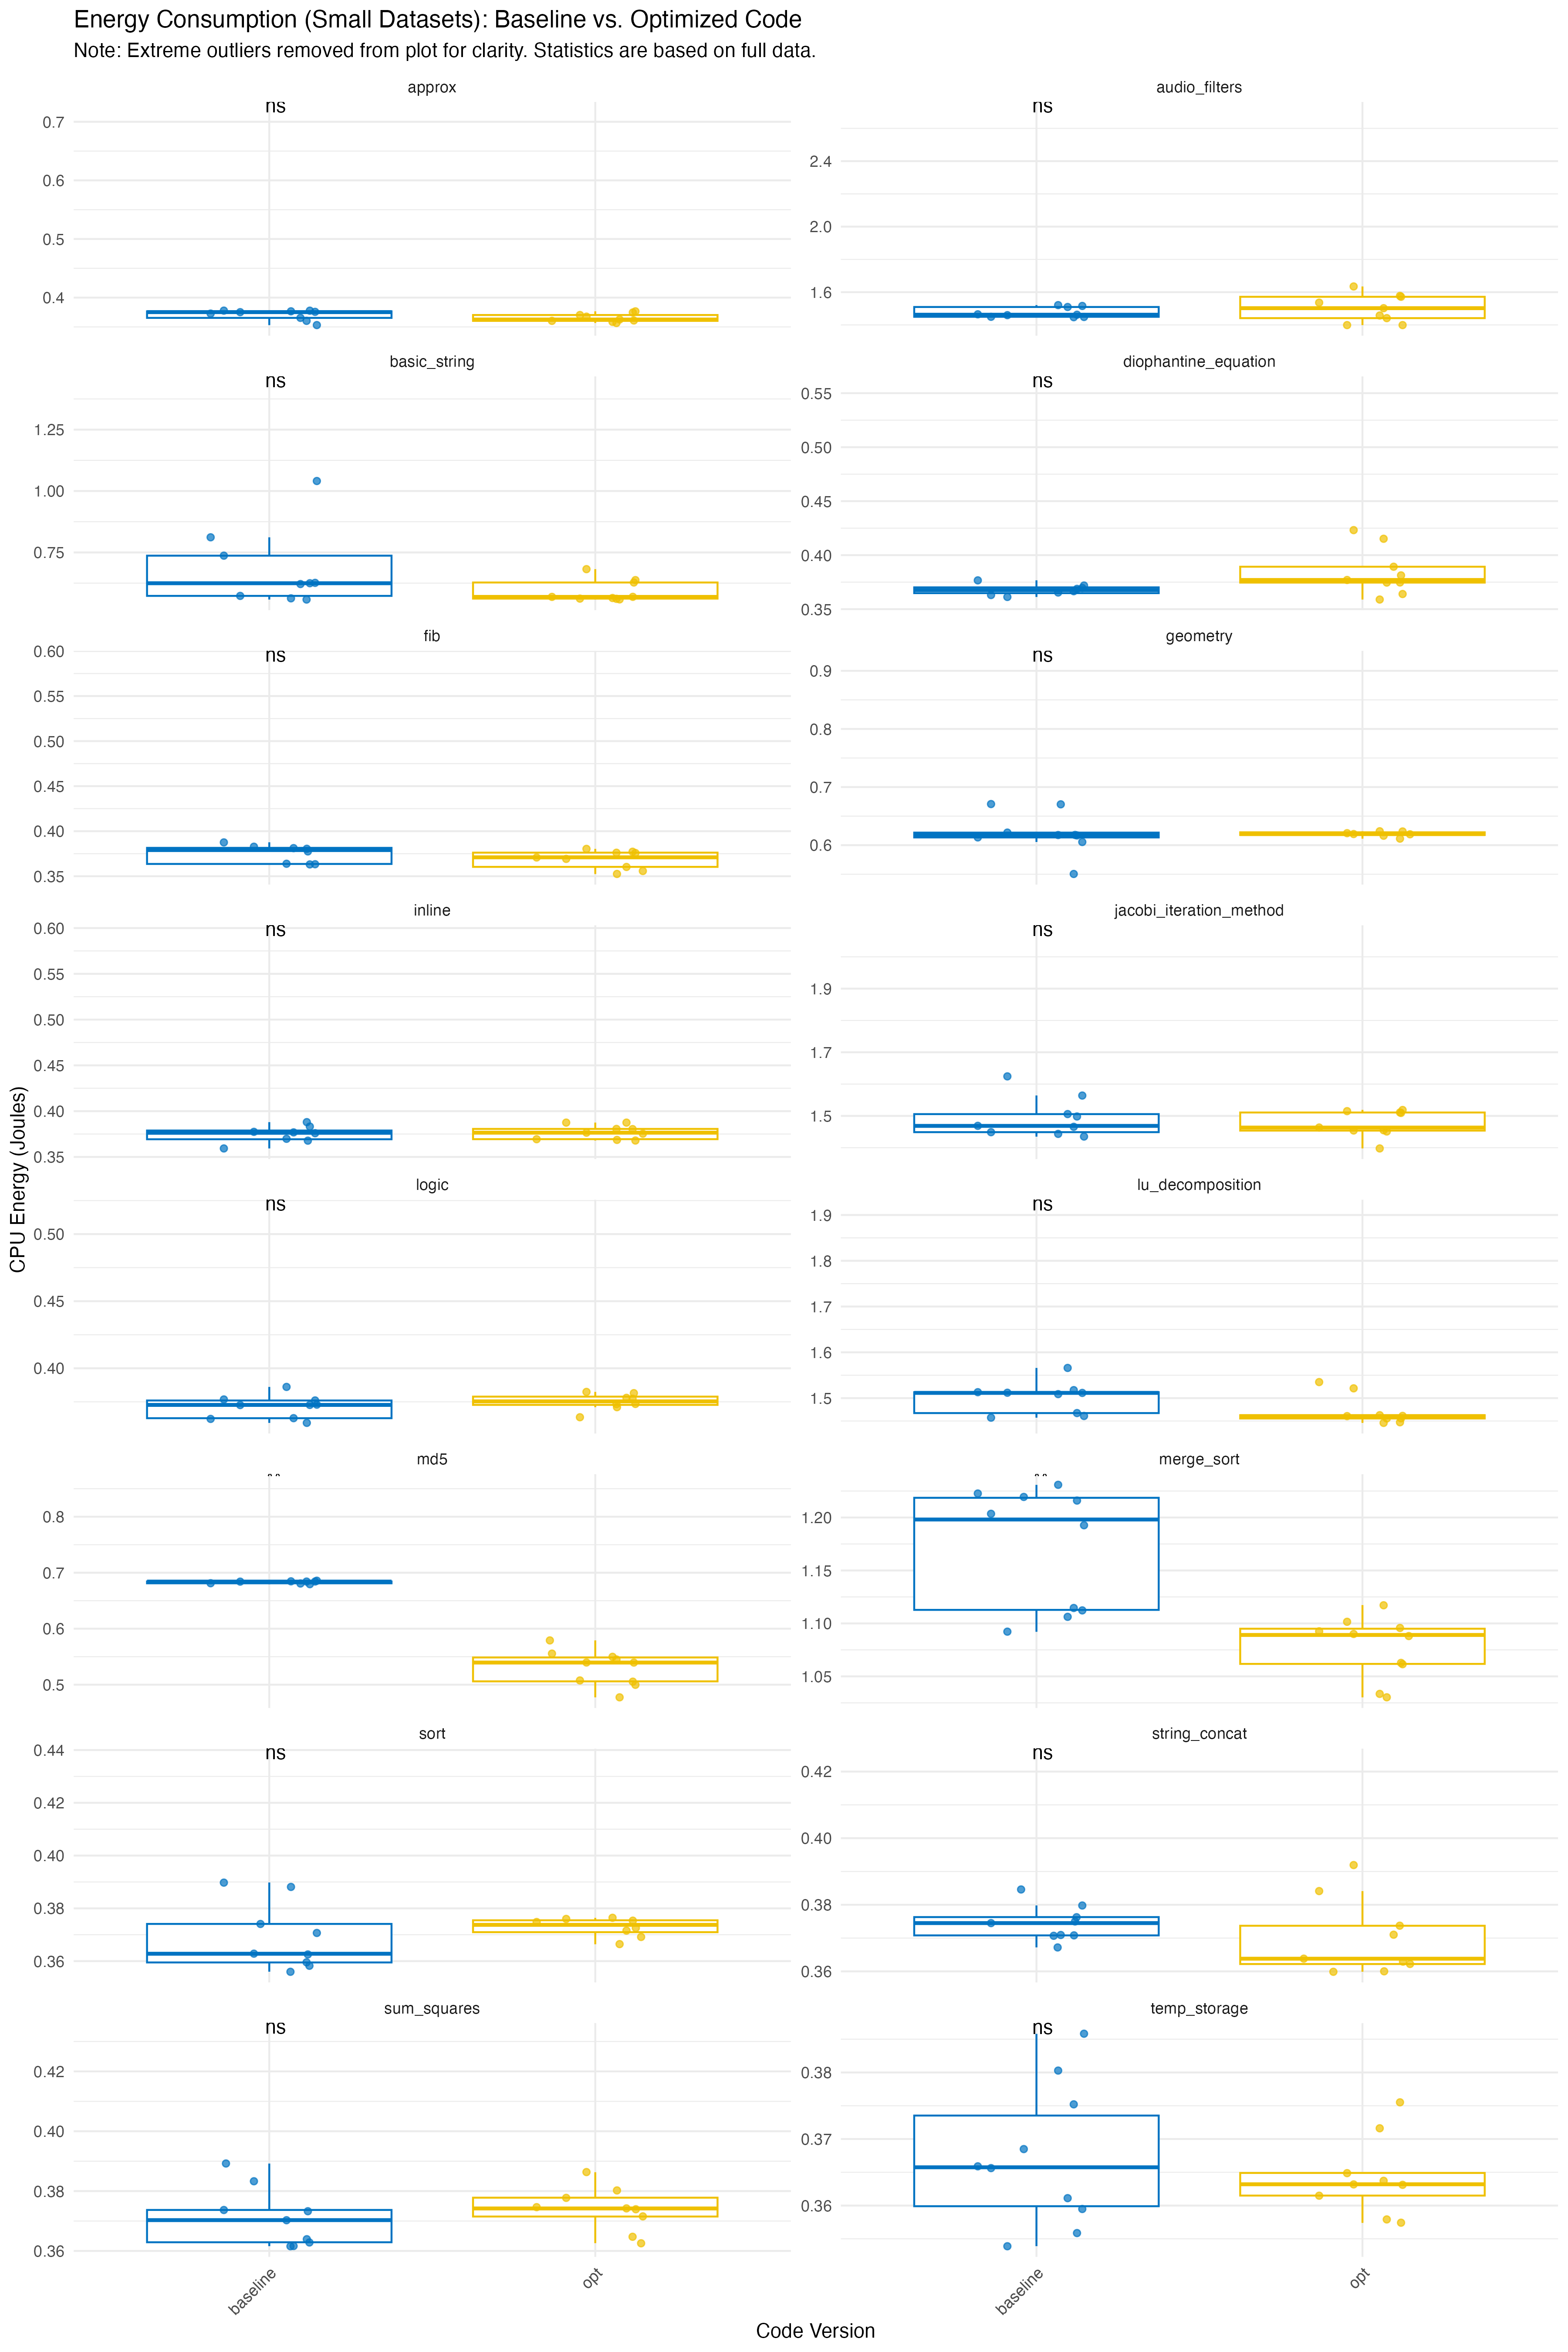 Energy Consumption (Small Datasets): Baseline vs. Optimized Code
Note: Extreme outliers removed from plot for clarity. Statistics are based on full data.
approx
ns
0.7
0.6
0.5
0.4
audio_filters
ns
2.4
2.0
1.6
basic_string
ns
1.25
1.00
0.75
diophantine_equation
ns
0.55
0.50
0.45
0.40
0.35
fib
ns
0.60
0.55
0.50
0.45
0.40
0.35
geometry
ns
0.9
0.8
0.7
0.6
inline
ns
0.60
0.55
0.50
0.45
0.40
0.35
jacobi_iteration_method
ns
1.9
1.7
1.5
CPU Energy (Joules)
logic
ns
0.50
0.45
0.40
lu_decomposition
ns
1.9
1.8
1.7
1.6
1.5
md5
0.8
0.7
0.6
0.5
merge_sort
1.20
1.15
1.10
1.05
sort
ns
0.44
0.42
0.40
0.38
0.36
string_concat
ns
0.42
0.40
0.38
0.36
sum_squares
ns
0.42
0.40
0.38
0.36
temp_storage
ns
0.38
0.37
0.36
baseline
opt
baseline
opt
Code Version